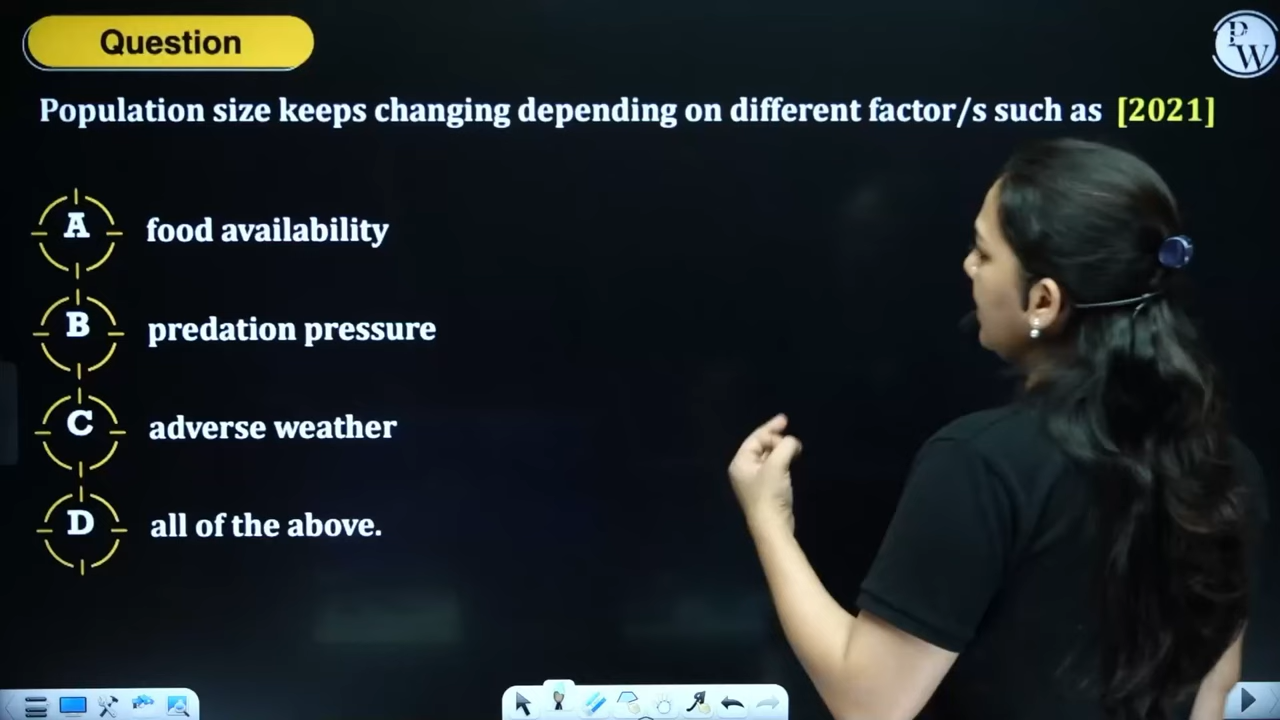 Question
PW
Population size keeps changing depending on different factor/s such as [2021]
A food availability
B predation pressure
C adverse weather
D all of the above.